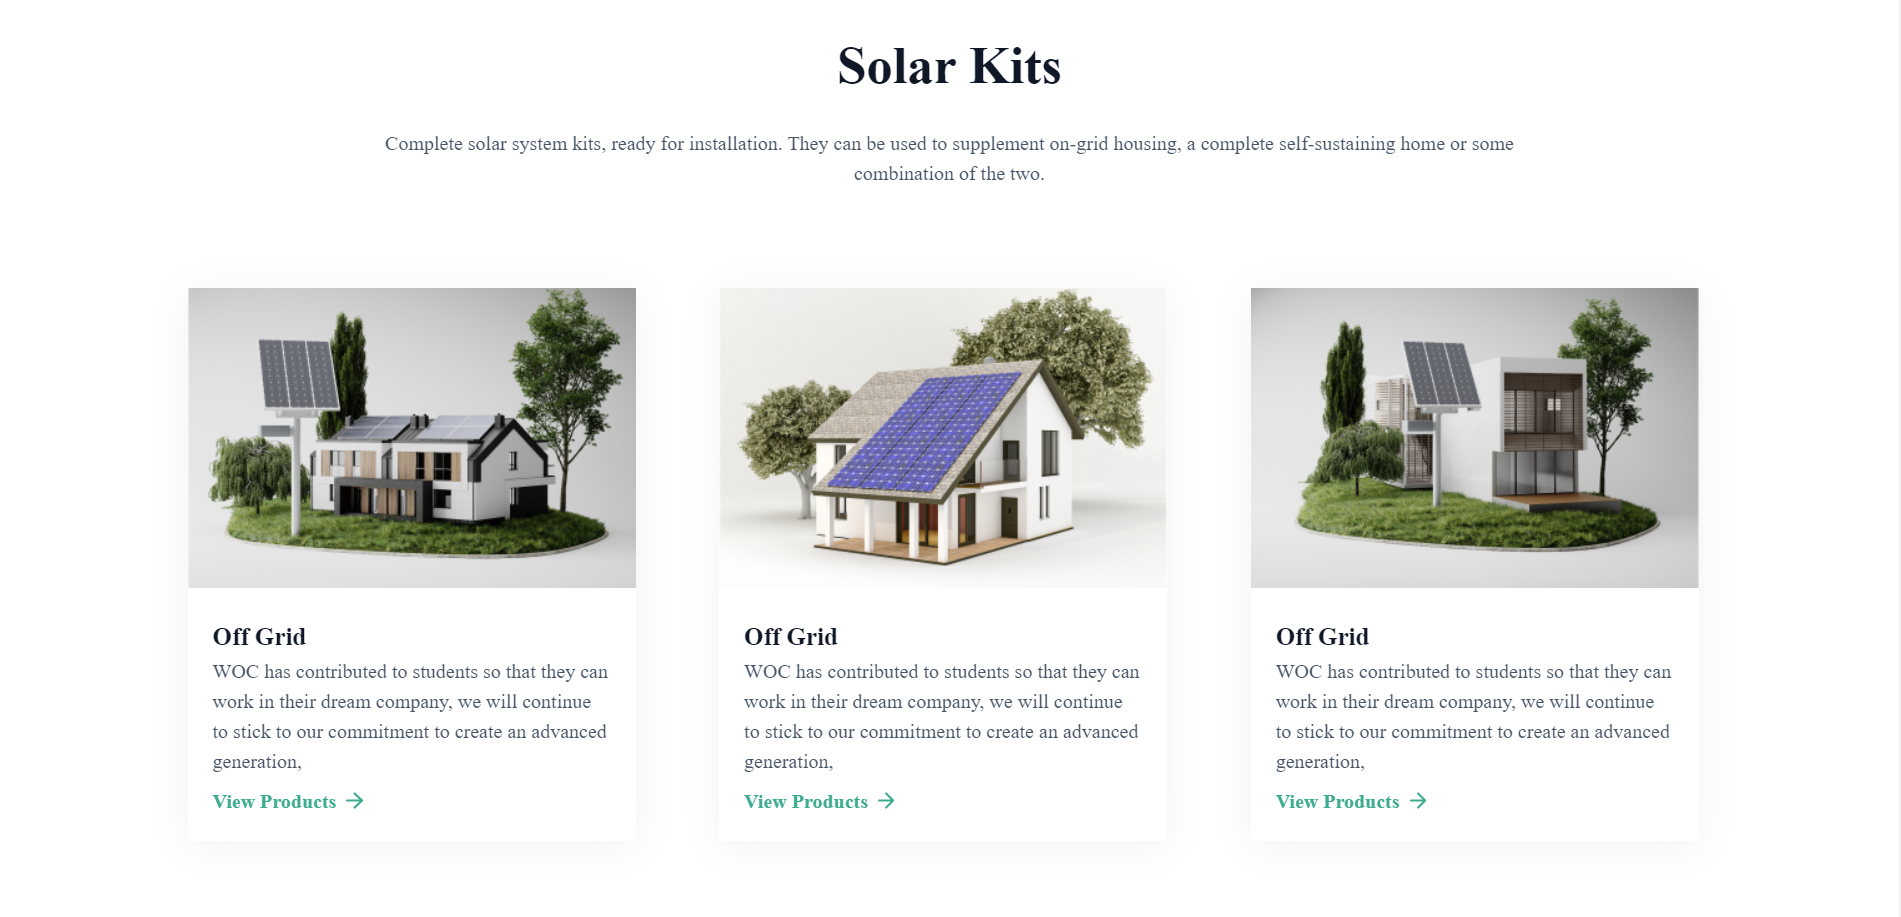 Solar Kits
Complete solar system kits, ready for installation. They can be used to supplement on-grid housing, a complete self-sustaining home or some
combination of the two.
Off Grid
WOC has contributed to students so that they can
work in their dream company, we will continue
to stick to our commitment to create an advanced
generation,
View Products →
Off Grid
WOC has contributed to students so that they can
work in their dream company, we will continue
to stick to our commitment to create an advanced
generation,
View Products →
Off Grid
WOC has contributed to students so that they can
work in their dream company, we will continue
to stick to our commitment to create an advanced
generation,
View Products →